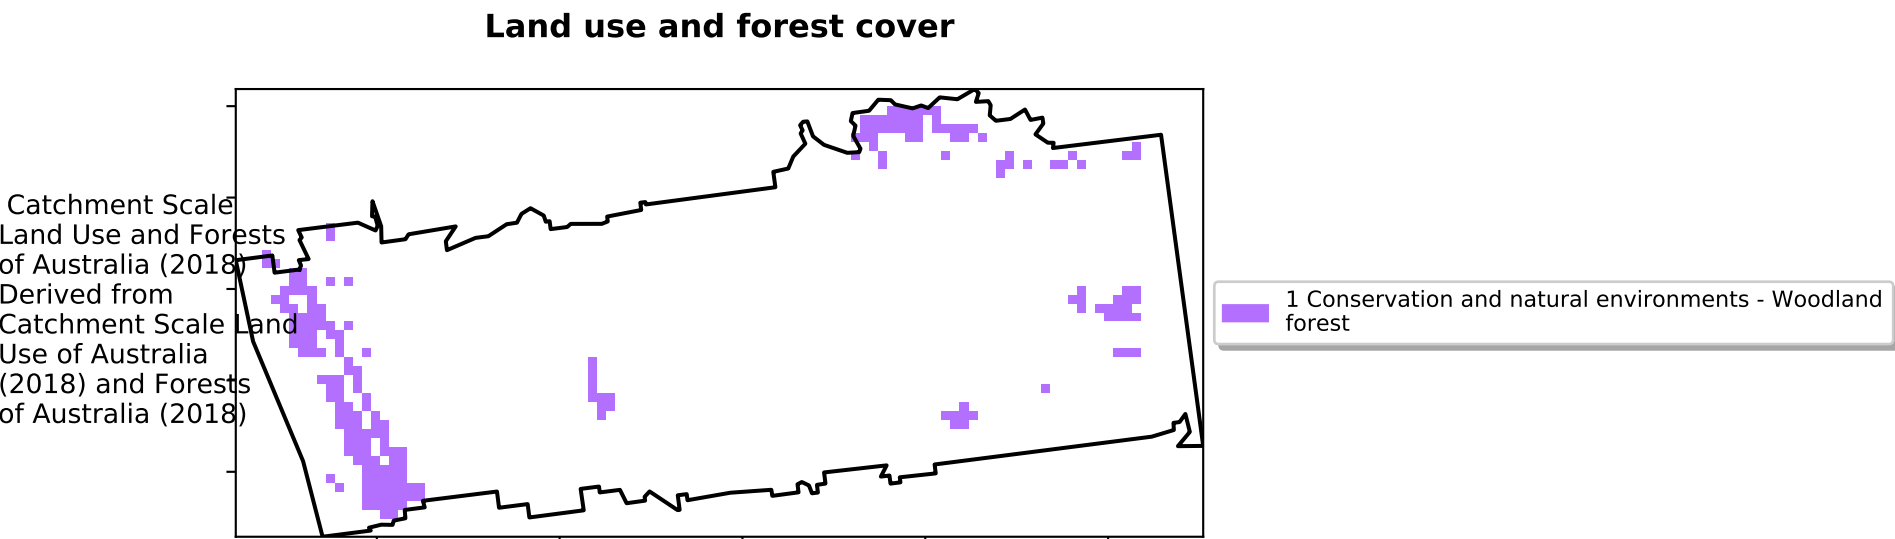 Land use and forest cover
Catchment Scale
Land Use and Forests
of Australia (2018)
Derived from
Catchment Scale Land
Use of Australia
(2018) and Forests
of Australia (2018)
1 Conservation and natural environments - Woodland
forest